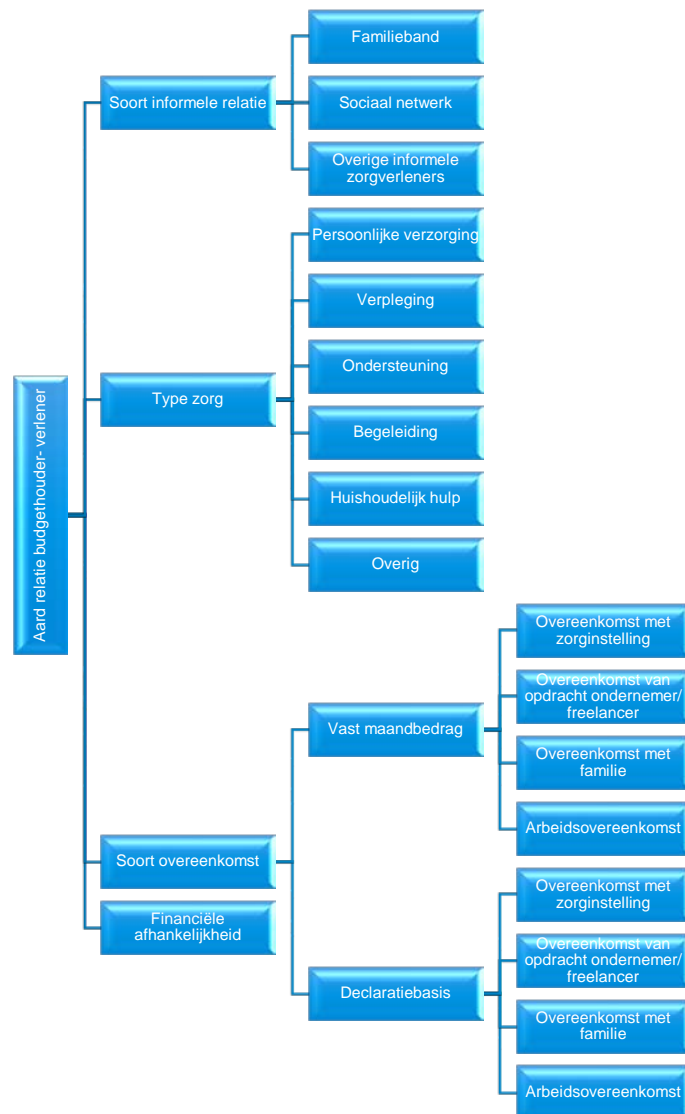 Aard relatie budgethouder- verlener
Soort informele relatie
Familieband
Sociaal netwerk
Overige informele
zorgverleners
Type zorg
Persoonlijke verzorging
Verpleging
Ondersteuning
Begeleiding
Huishoudelijk hulp
Overig
Soort overeenkomst
Vast maandbedrag
Overeenkomst met
zorginstelling
Overeenkomst van
opdracht ondernemer/
freelancer
Overeenkomst met
familie
Arbeidsovereenkomst
Declaratiebasis
Overeenkomst met
zorginstelling
Overeenkomst van
opdracht ondernemer/
freelancer
Overeenkomst met
familie
Arbeidsovereenkomst
Financiële
afhankelijkheid